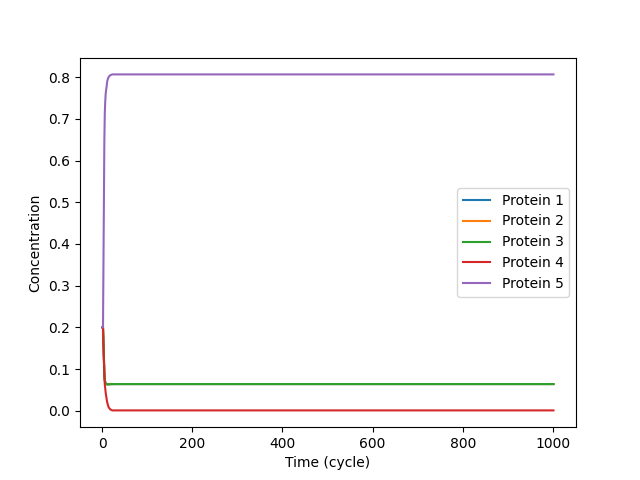 0.8
0.7
0.6
0.5
0.4
0.3
0.2
0.1
0.0
Concentration
Protein 1
Protein 2
Protein 3
Protein 4
Protein 5
0 200 400 600 800 1000
Time (cycle)